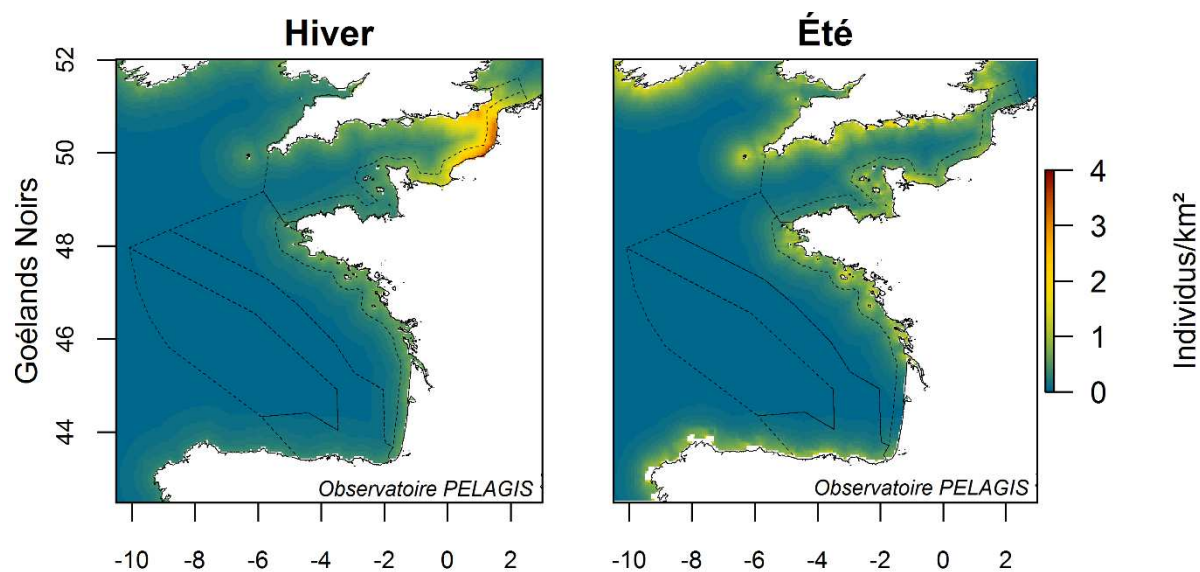 Hiver
Été
Goélands Noirs
52
50
48
46
44
Observatoire PELAGIS
Observatoire PELAGIS
-10 -8 -6 -4 -2 0 2
-10 -8 -6 -4 -2 0 2
4
3
2
1
0
Individus/km²